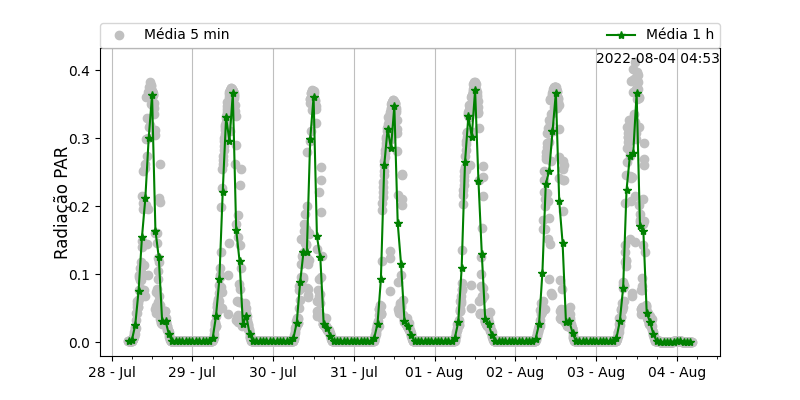 Média 5 min
Média 1 h
2022-08-04 04:53
Radiação PAR
0.4
0.3
0.2
0.1
0.0
28 - Jul
29 - Jul
30 - Jul
31 - Jul
01 - Aug
02 - Aug
03 - Aug
04 - Aug